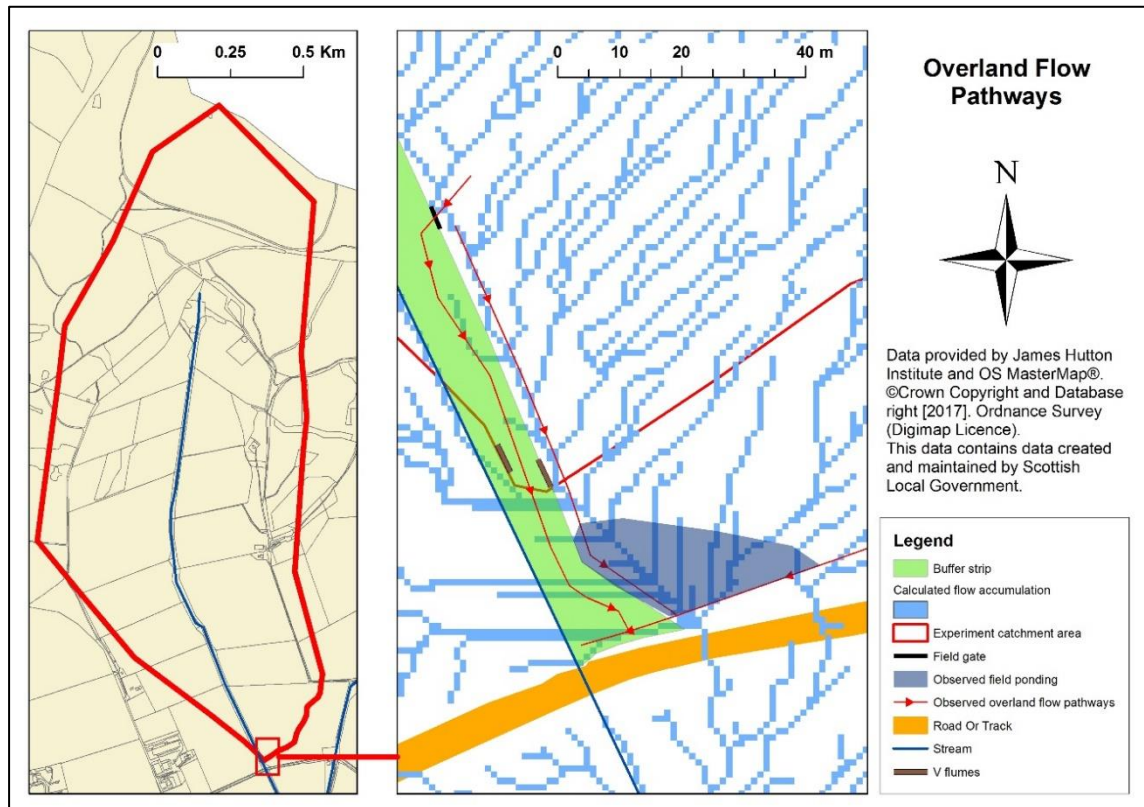 0 0.25 0.5 Km
0 10 20 40 m
Overland Flow
Pathways
N
Data provided by James Hutton
Institute and OS MasterMap®.
©Crown Copyright and Database
right [2017]. Ordnance Survey
(Digimap Licence).
This data contains data created
and maintained by Scottish
Local Government.
Legend
Buffer strip
Calculated flow accumulation
Experiment catchment area
Field gate
Observed field ponding
Observed overland flow pathways
Road Or Track
Stream
V flumes